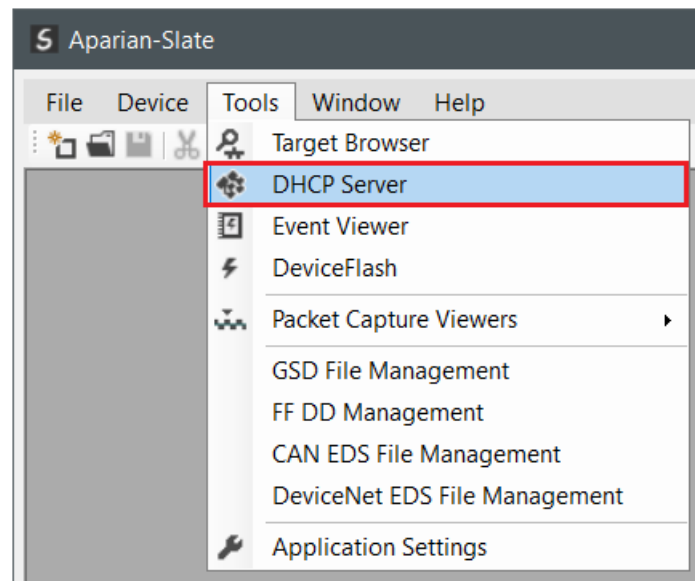 Aparian-Slate
File Device Tools Window Help
Target Browser
DHCP Server
Event Viewer
DeviceFlash
Packet Capture Viewers
GSD File Management
FF DD Management
CAN EDS File Management
DeviceNet EDS File Management
Application Settings